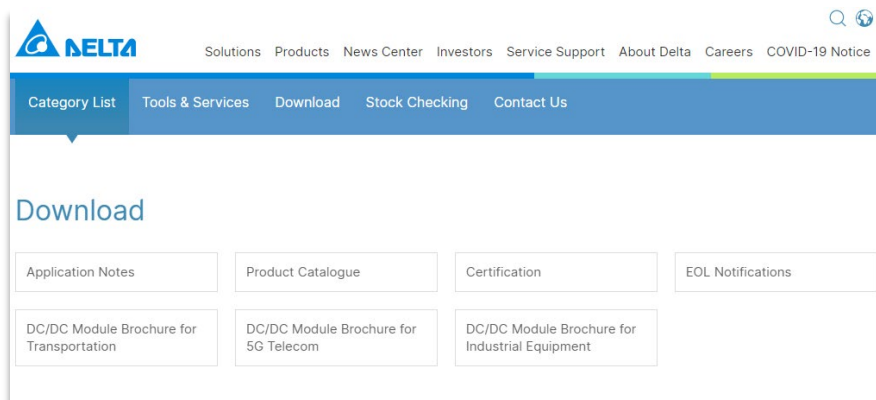 DELTA
Solutions Products News Center Investors Service Support About Delta Careers COVID-19 Notice
Category List Tools & Services Download Stock Checking Contact Us
Download
Application Notes
Product Catalogue
Certification
EOL Notifications
DC/DC Module Brochure for
Transportation
DC/DC Module Brochure for
5G Telecom
DC/DC Module Brochure for
Industrial Equipment